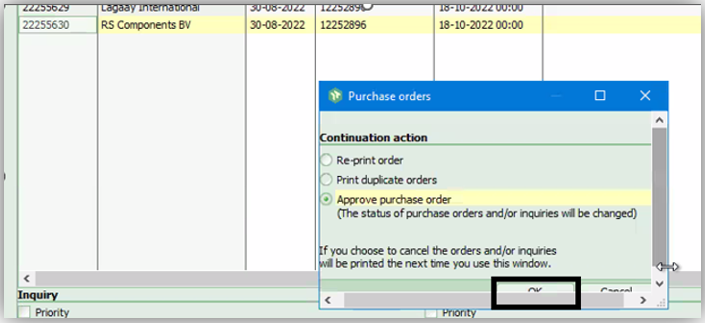 22255629 Lagaay International 30-08-2022 12252896 18-10-2022 00:00
22255630 RS Components BV 30-08-2022 12252896 18-10-2022 00:00
Purchase orders
Continuation action
Re-print order
Print duplicate orders
Approve purchase order
(The status of purchase orders and/or inquiries will be changed)
If you choose to cancel the orders and/or inquiries
will be printed the next time you use this window.
OK Cancel
Inquiry
Priority Priority